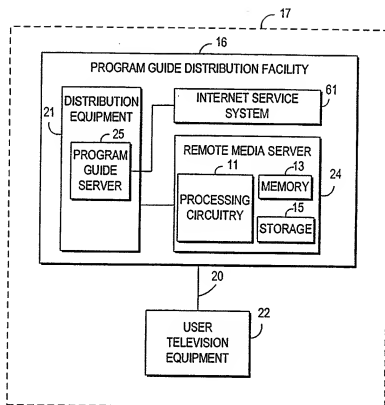 17
16
PROGRAM GUIDE DISTRIBUTION FACILITY
21
DISTRIBUTION
EQUIPMENT
25
PROGRAM
GUIDE
SERVER
INTERNET SERVICE
SYSTEM
61
REMOTE MEDIA SERVER
11
PROCESSING
CIRCUITRY
13
MEMORY
15
STORAGE
24
20
22
USER
TELEVISION
EQUIPMENT